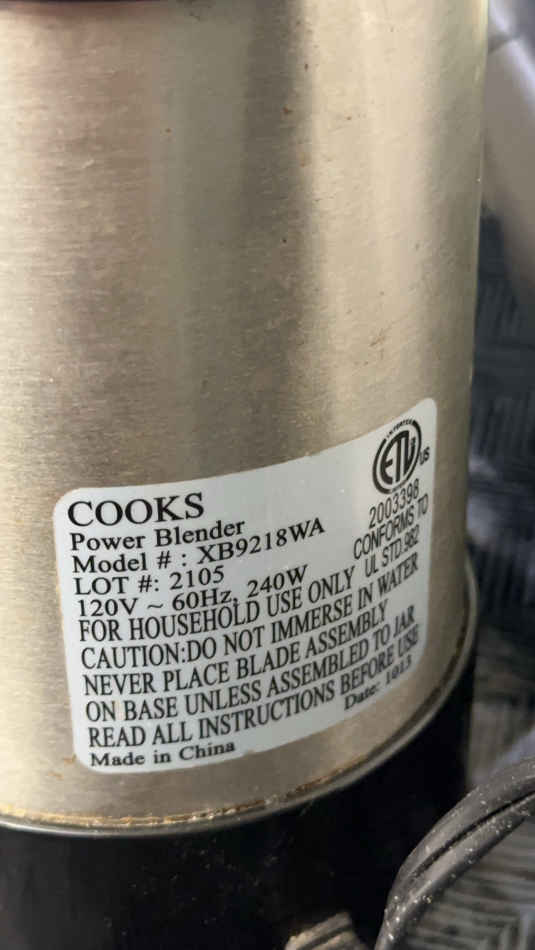 COOKS
Power Blender
Model # : XB9218WA
LOT #: 2105
120V ~ 60Hz, 240W
FOR HOUSEHOLD USE ONLY
CAUTION:DO NOT IMMERSE IN WATER
NEVER PLACE BLADE ASSEMBLY
ON BASE UNLESS ASSEMBLED TO JAR
READ ALL INSTRUCTIONS BEFORE USE
Made in China
Date: 1013
INTERTEK
ETL
US
2003398
CONFORMS TO
UL STD.982